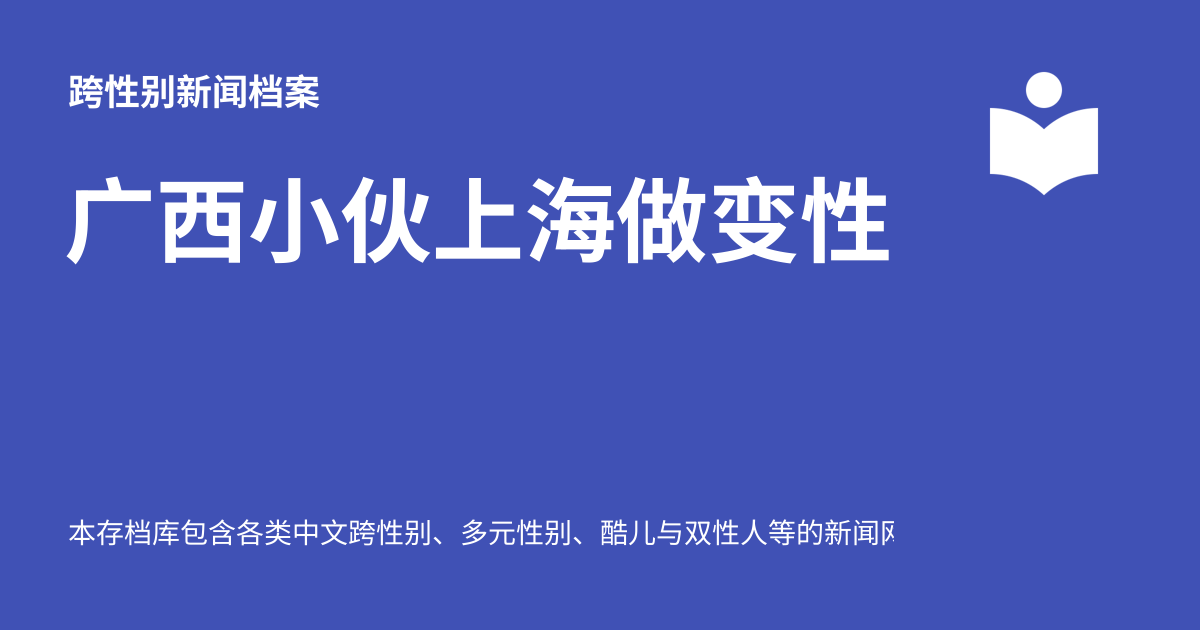 跨性别新闻档案
广西小伙上海做变性
本存档库包含各类中文跨性别、多元性别、酷儿与双性人等的新闻